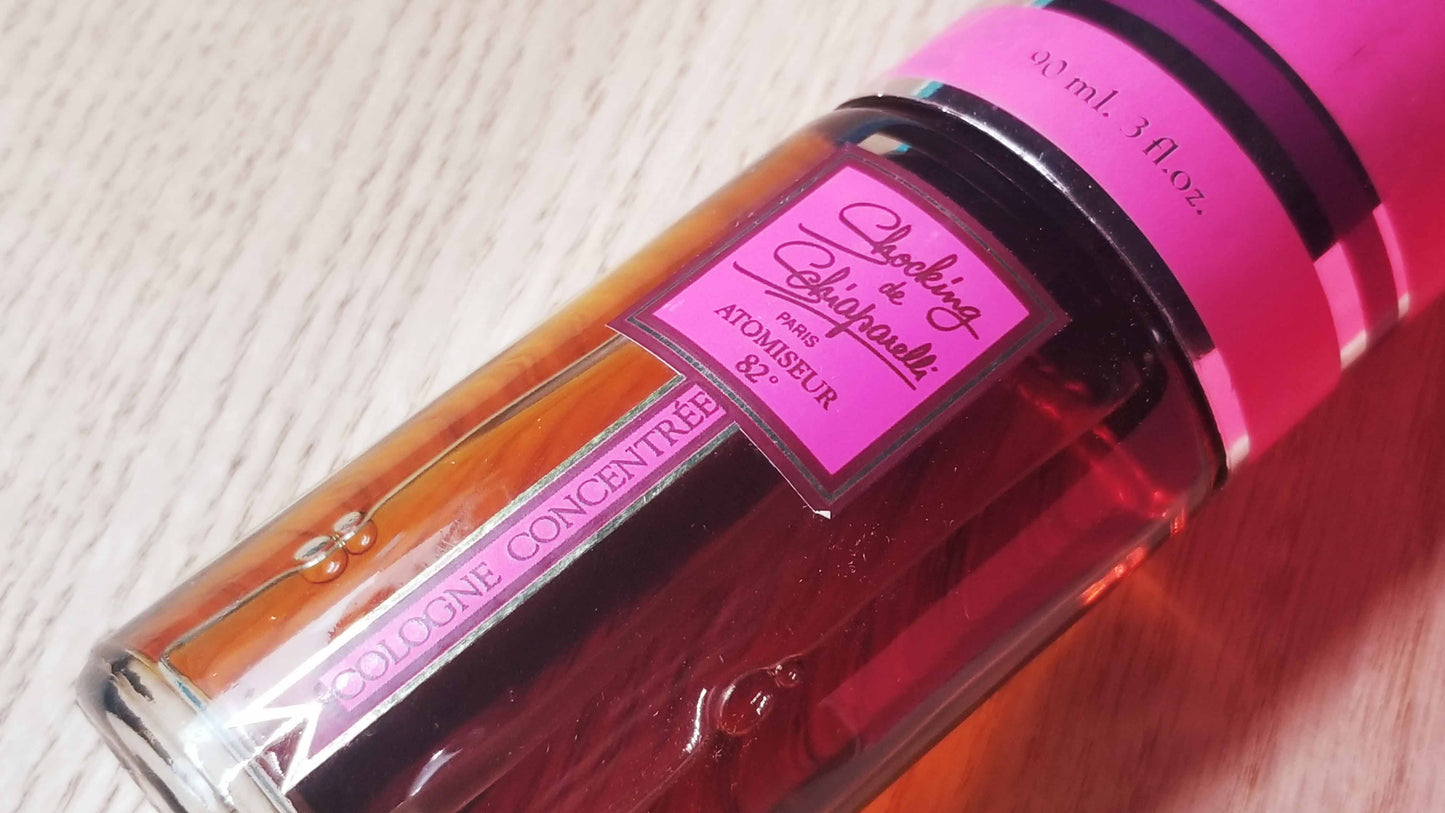 90 ml. 3 fl.oz.
Shocking
de
Schiaparelli
PARIS
ATOMISEUR
82°
COLOGNE CONCENTRÉE